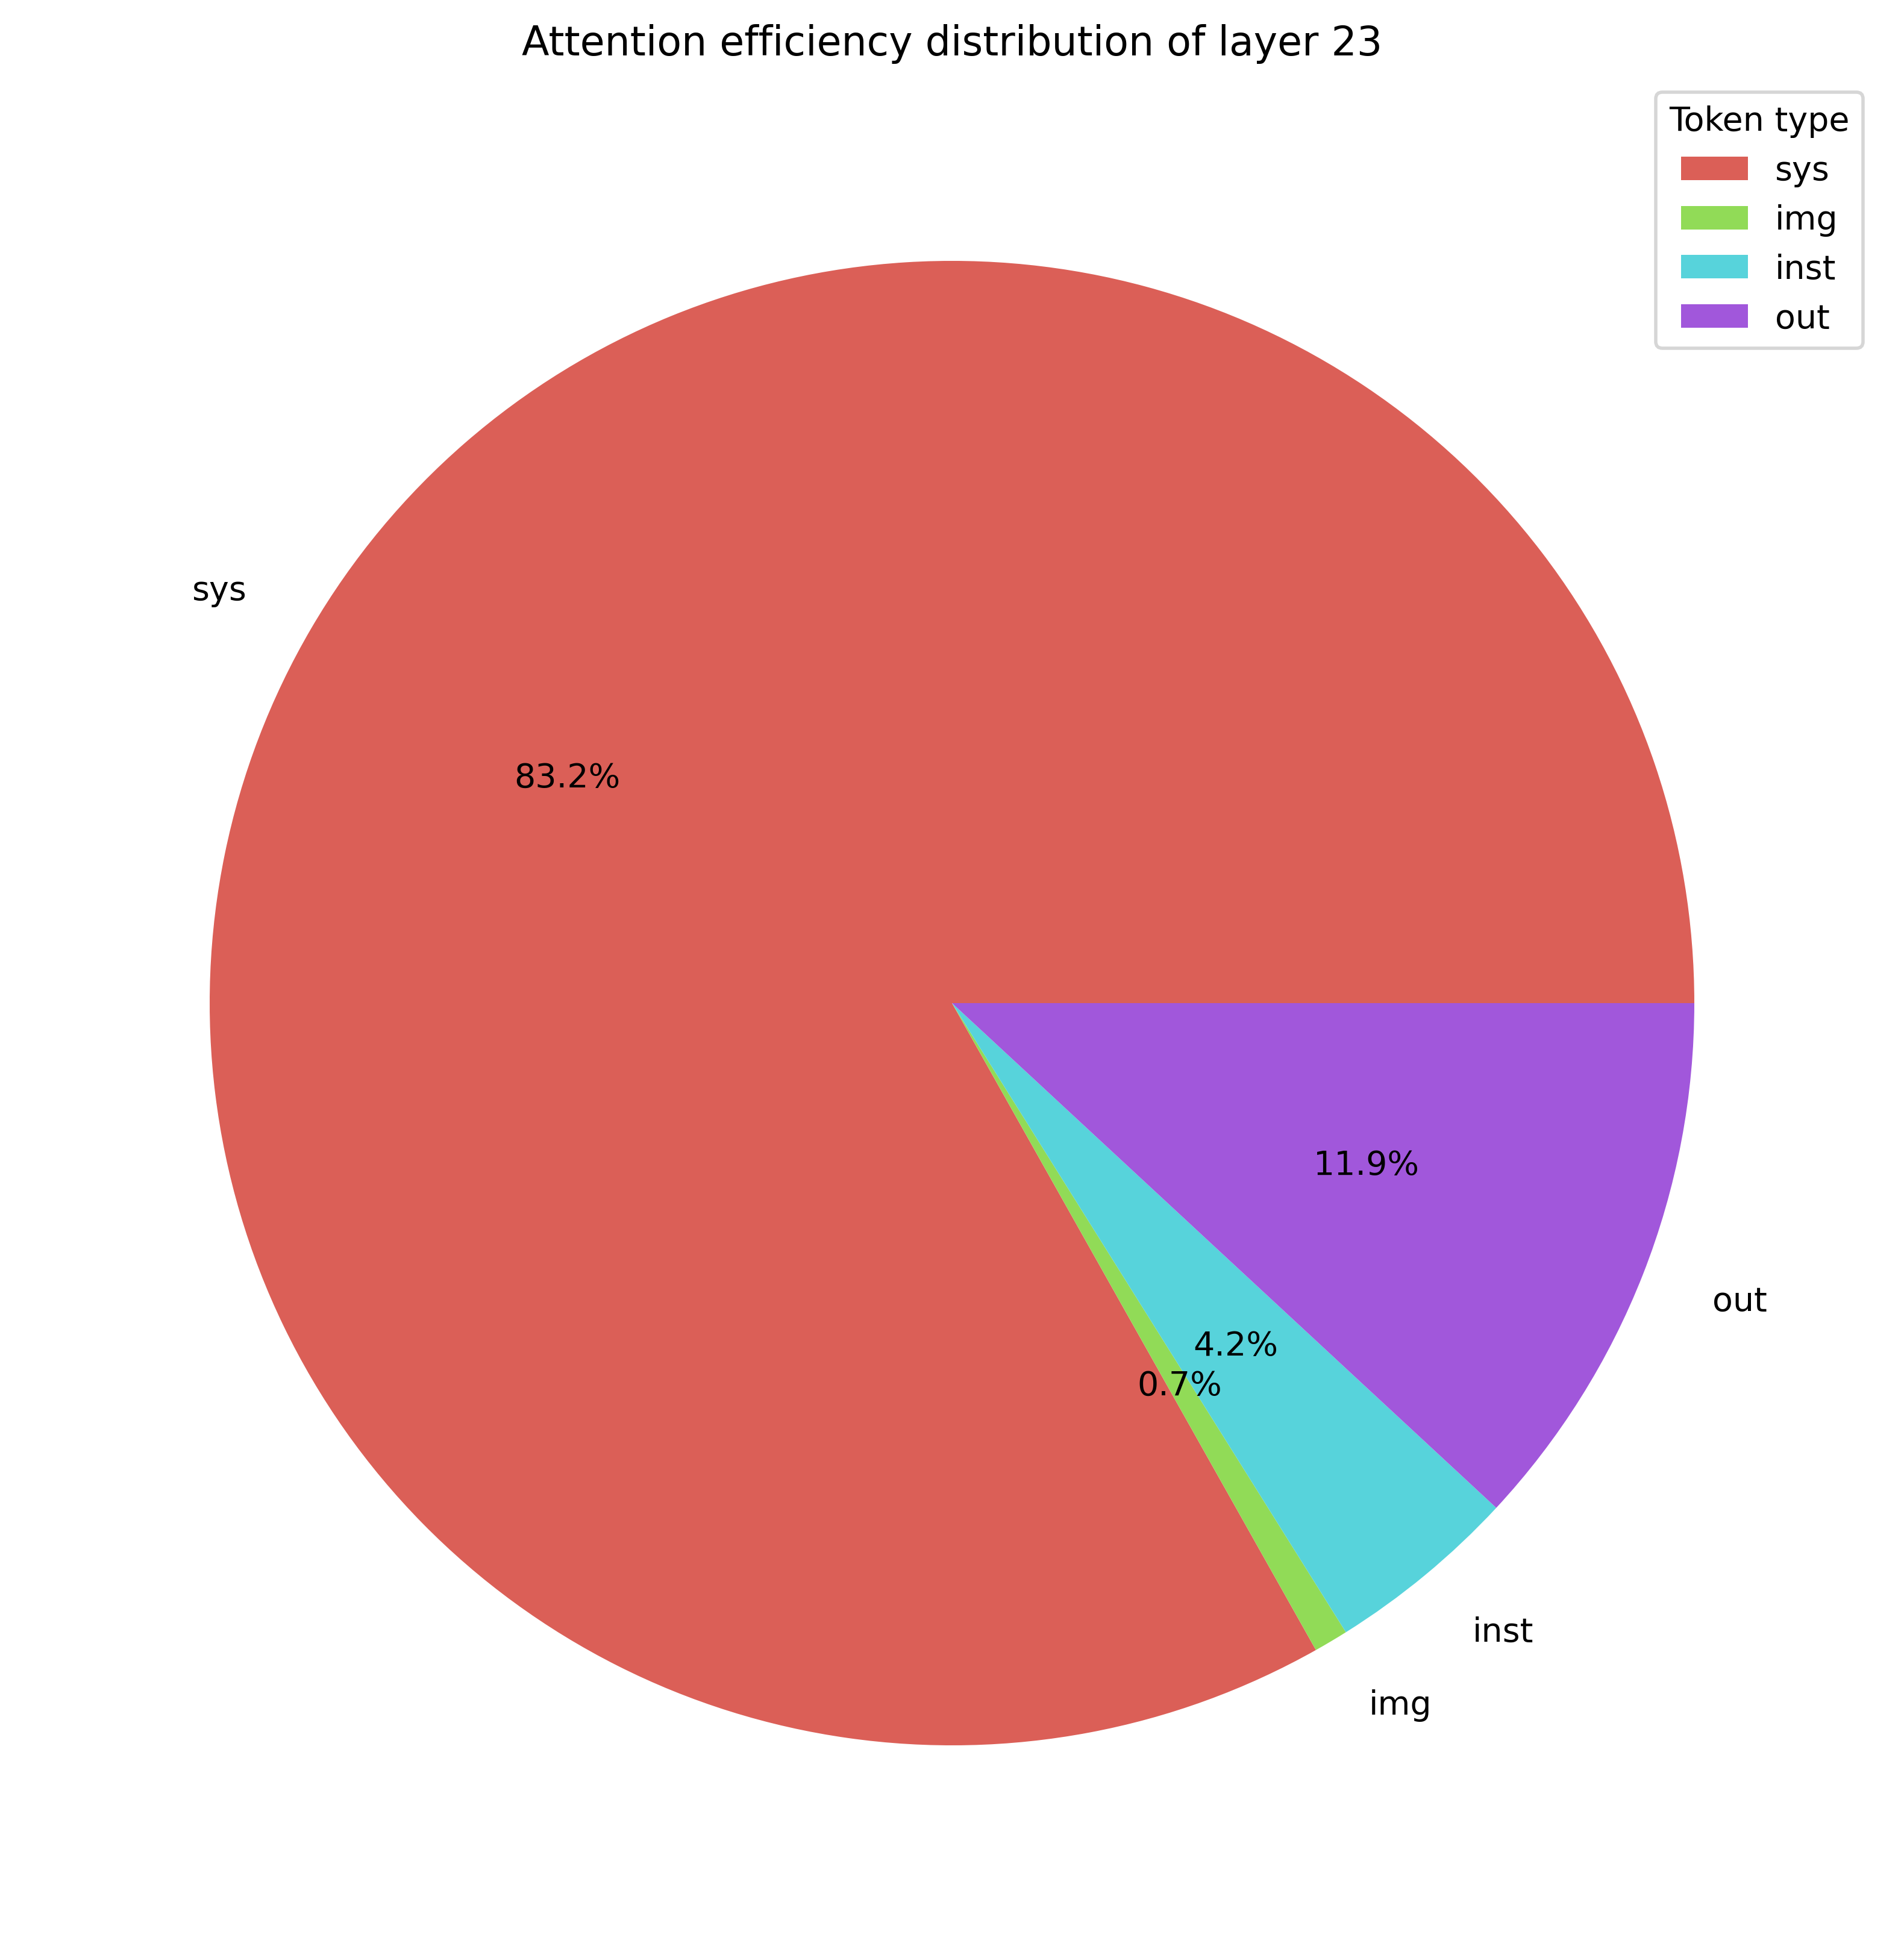 Attention efficiency distribution of layer 23
Token type
sys
img
inst
out
sys
83.2%
11.9%
out
4.2%
0.7%
inst
img